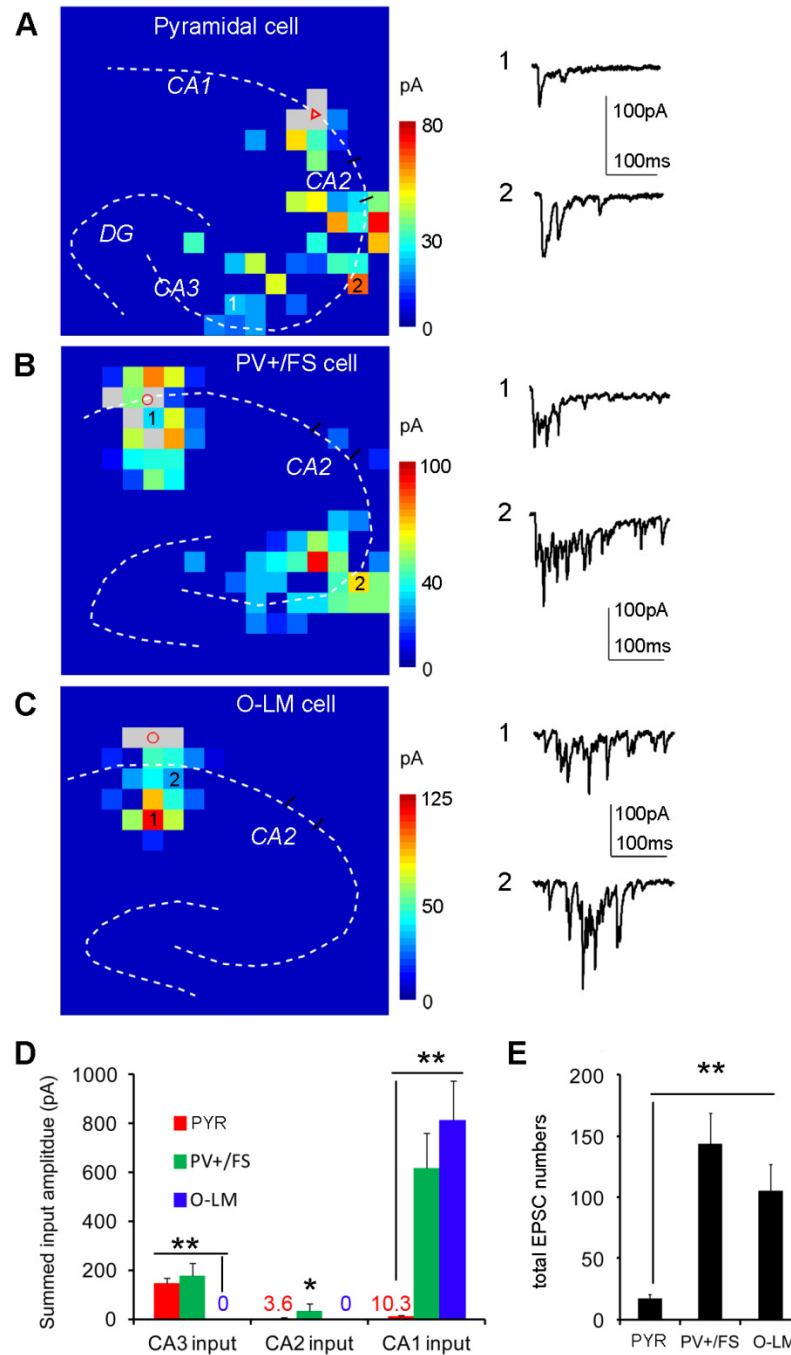 A
Pyramidal cell
CA1
CA2
DG
CA3
1
2
pA
80
30
0
1
100pA
100ms
2
B
PV+/FS cell
1
CA2
2
pA
100
40
0
1
2
100pA
100ms
C
O-LM cell
2
1
CA2
pA
125
50
0
1
100pA
100ms
2
D
Summed input amplitdue (pA)
1000
800
600
400
200
0
PYR
PV+/FS
O-LM
**
0
3.6
*
0
10.3
**
CA3 input
CA2 input
CA1 input
E
total EPSC numbers
200
150
100
50
0
**
PYR
PV+/FS
O-LM